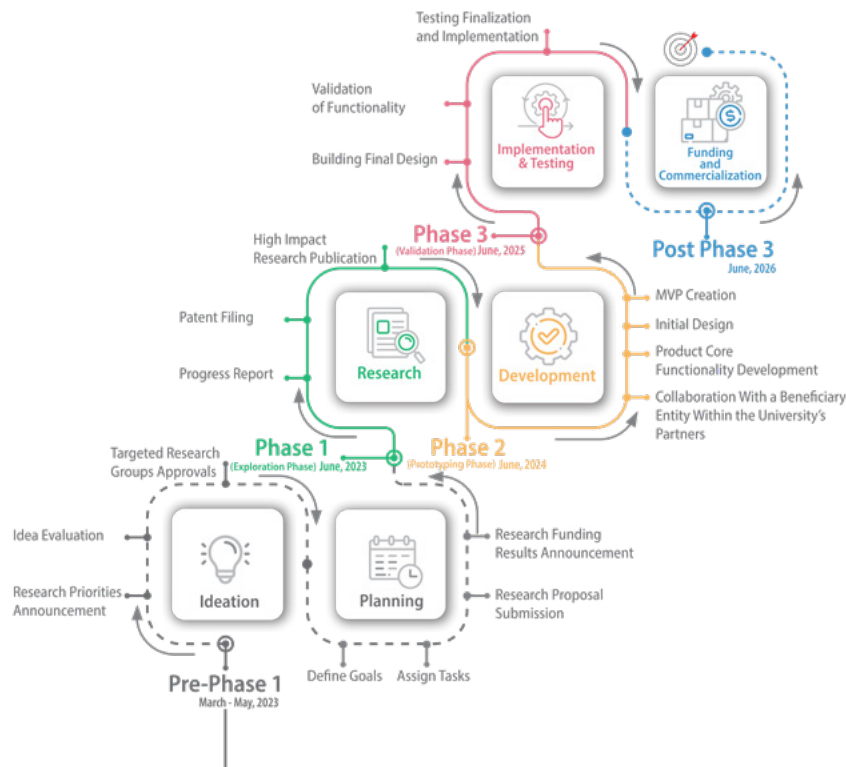 Testing Finalization
and Implementation
Validation
of Functionality
Building Final Design
Implementation
& Testing
Funding
and
Commercialization
Phase 3
(Validation Phase) June, 2025
Post Phase 3
June, 2026
High Impact
Research Publication
Patent Filing
Progress Report
Research
Development
MVP Creation
Initial Design
Product Core
Functionality Development
Collaboration With a Beneficiary
Entity Within the University's
Partners
Phase 1
(Exploration Phase) June, 2023
Phase 2
(Prototyping Phase) June, 2024
Targeted Research
Groups Approvals
Idea Evaluation
Research Priorities
Announcement
Ideation
Planning
Research Funding
Results Announcement
Research Proposal
Submission
Define Goals
Assign Tasks
Pre-Phase 1
March - May, 2023